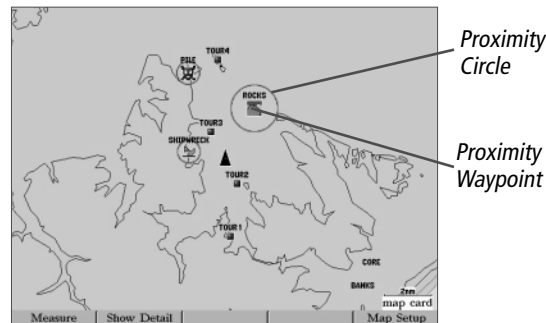 TOUR4
PILE
Proximity
Circle
ROCKS
TOUR3
SHIPWRECK
Proximity
Waypoint
TOUR2
TOUR1
CORE
BANKS
2nm
map card
Measure
Show Detail
Map Setup